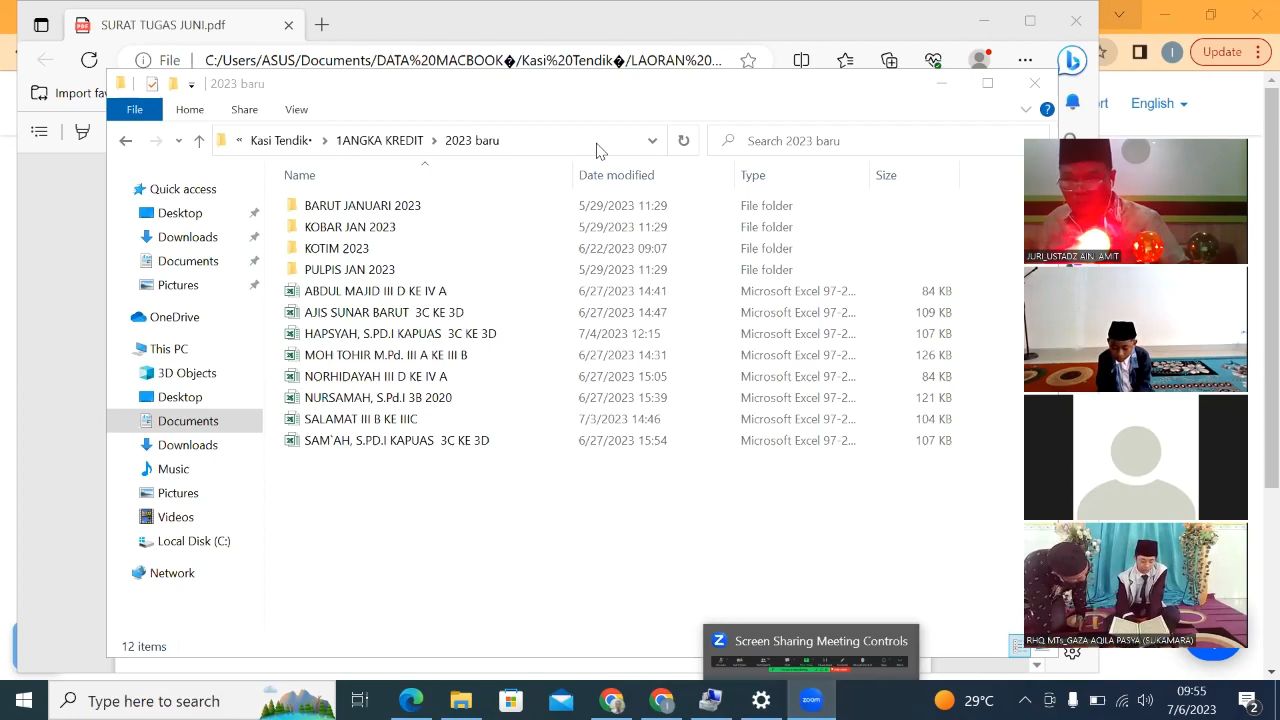 SURAT TUGAS JUNI.pdf
File
C:/Users/ASUS/Documents/DATA%20MACBOOK�/Kasi%20Tendik�/LAORAN%20...
Update
Import fav
2023 baru
English
File
Home
Share
View
« Kasi Tendik• > 1ANGKA KREDIT > 2023 baru
Search 2023 baru
Name
Date modified
Type
Size
Quick access
Desktop
Downloads
Documents
Pictures
OneDrive
This PC
3D Objects
Desktop
Documents
Downloads
Music
Pictures
Videos
Local Disk (C:)
Network
BARUT JANUARI 2023 5/29/2023 11:29 File folder
KOBAR JAN 2023 5/29/2023 11:29 File folder
KOTIM 2023 6/22/2023 09:07 File folder
PULPIS JAN 2023 5/29/2023 11:29 File folder
ABDUL MAJID III D KE IV A 6/27/2023 14:41 Microsoft Excel 97-2... 84 KB
AJIS SUNAR BARUT 3C KE 3D 6/27/2023 14:47 Microsoft Excel 97-2... 109 KB
HAPSYAH, S.PD.I KAPUAS 3C KE 3D 7/4/2023 12:15 Microsoft Excel 97-2... 107 KB
MOH TOHIR M.Pd. III A KE III B 6/27/2023 14:31 Microsoft Excel 97-2... 126 KB
NORHIDAYAH III D KE IV A 6/27/2023 15:05 Microsoft Excel 97-2... 84 KB
NURSAMAH, S.Pd.I 3B 2020 6/27/2023 15:39 Microsoft Excel 97-2... 121 KB
SALAMAT III B KE IIIC 7/3/2023 14:46 Microsoft Excel 97-2... 104 KB
SAM`AH, S.PD.I KAPUAS 3C KE 3D 6/27/2023 15:54 Microsoft Excel 97-2... 107 KB
JURI_USTADZ AIN_AMIT
RHQ MTs_GAZA AQILA PASYA (SUKAMARA)
12 items
Screen Sharing Meeting Controls
Type here to search
zoom
29°C
09:55
7/6/2023
2